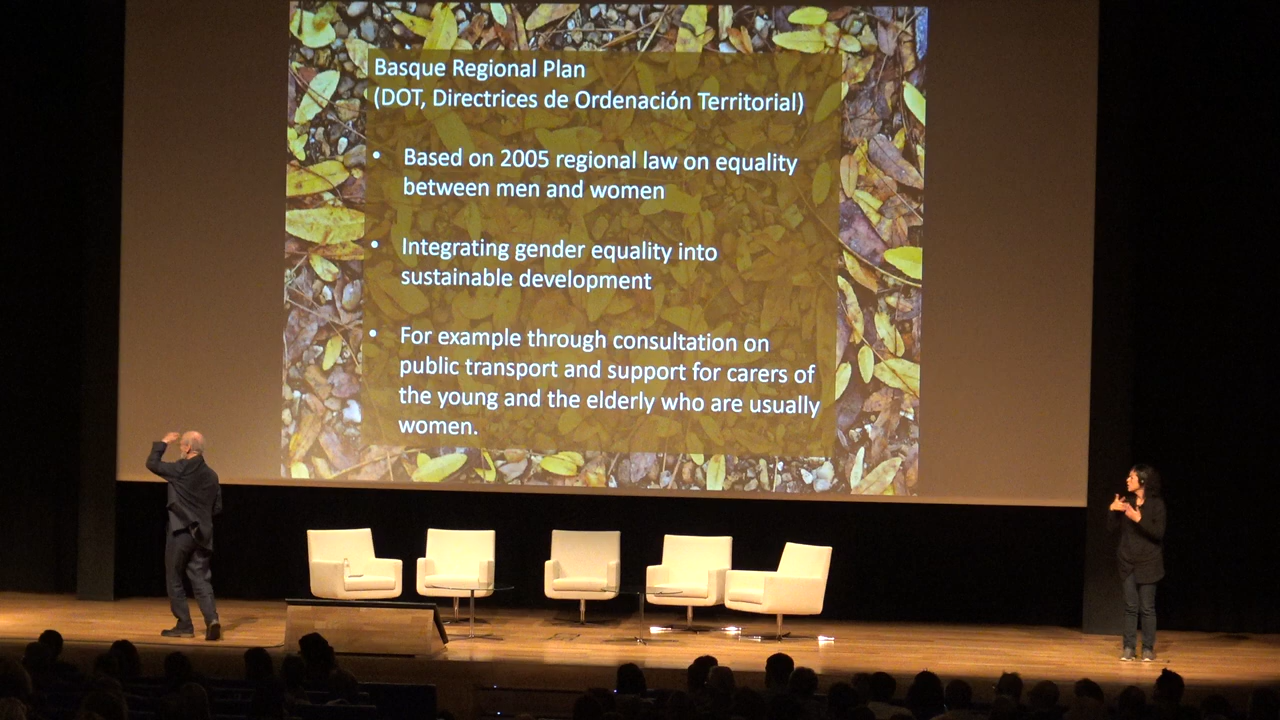 Basque Regional Plan
(DOT, Directrices de Ordenación Territorial)
• Based on 2005 regional law on equality
between men and women
• Integrating gender equality into
sustainable development
• For example through consultation on
public transport and support for carers of
the young and the elderly who are usually
women.